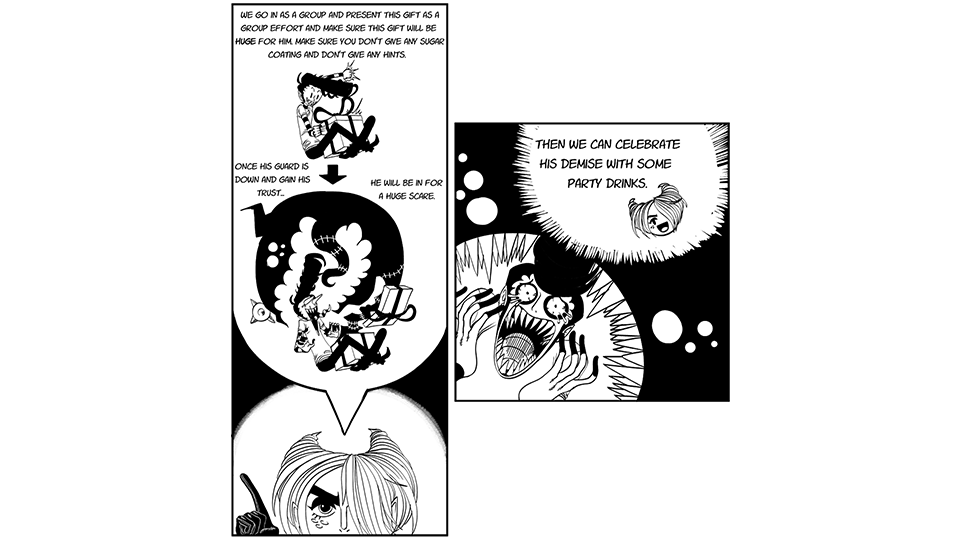 WE GO IN AS A GROUP AND PRESENT THIS GIFT AS A
GROUP EFFORT AND MAKE SURE THIS GIFT WILL BE
HUGE FOR HIM. MAKE SURE YOU DON'T GIVE ANY SUGAR
COATING AND DON'T GIVE ANY HINTS.
ONCE HIS GUARD IS
DOWN AND GAIN HIS
TRUST...
HE WILL BE IN FOR
A HUGE SCARE.
THEN WE CAN CELEBRATE
HIS DEMISE WITH SOME
PARTY DRINKS.